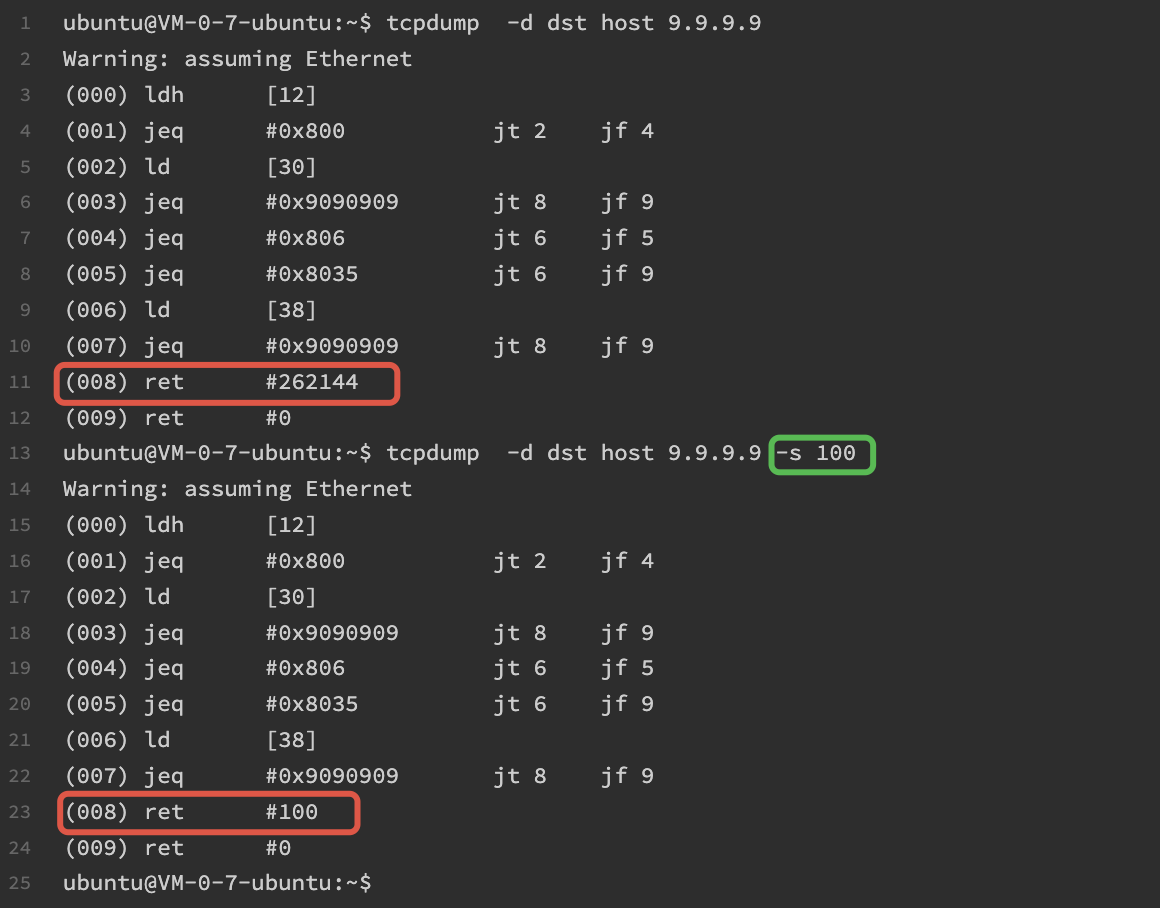 1 ubuntu@VM-0-7-ubuntu:~$ tcpdump  -d dst host 9.9.9.9
2 Warning: assuming Ethernet
3 (000) ldh      [12]
4 (001) jeq      #0x800           jt 2    jf 4
5 (002) ld       [30]
6 (003) jeq      #0x9090909       jt 8    jf 9
7 (004) jeq      #0x806           jt 6    jf 5
8 (005) jeq      #0x8035          jt 6    jf 9
9 (006) ld       [38]
10 (007) jeq      #0x9090909       jt 8    jf 9
11 (008) ret      #262144
12 (009) ret      #0
13 ubuntu@VM-0-7-ubuntu:~$ tcpdump  -d dst host 9.9.9.9 -s 100
14 Warning: assuming Ethernet
15 (000) ldh      [12]
16 (001) jeq      #0x800           jt 2    jf 4
17 (002) ld       [30]
18 (003) jeq      #0x9090909       jt 8    jf 9
19 (004) jeq      #0x806           jt 6    jf 5
20 (005) jeq      #0x8035          jt 6    jf 9
21 (006) ld       [38]
22 (007) jeq      #0x9090909       jt 8    jf 9
23 (008) ret      #100
24 (009) ret      #0
25 ubuntu@VM-0-7-ubuntu:~$